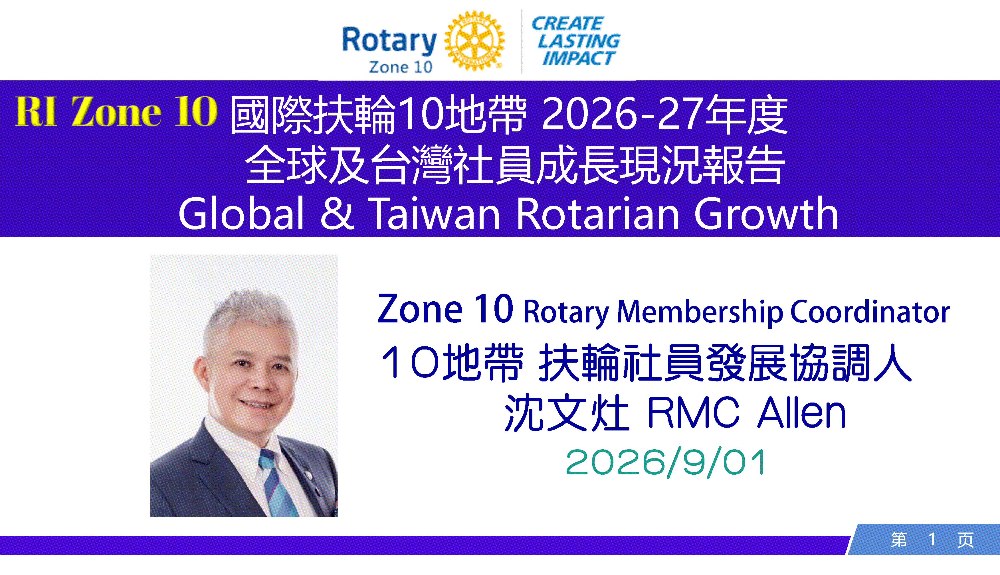 Rotary
Zone 10
ROTARY
INTERNATIONAL
CREATE
LASTING
IMPACT
RI Zone 10 國際扶輪10地帶 2026-27年度
全球及台灣社員成長現況報告
Global & Taiwan Rotarian Growth
Zone 10 Rotary Membership Coordinator
10地帶 扶輪社員發展協調人
沈文灶 RMC Allen
2026/9/01
第 1 页